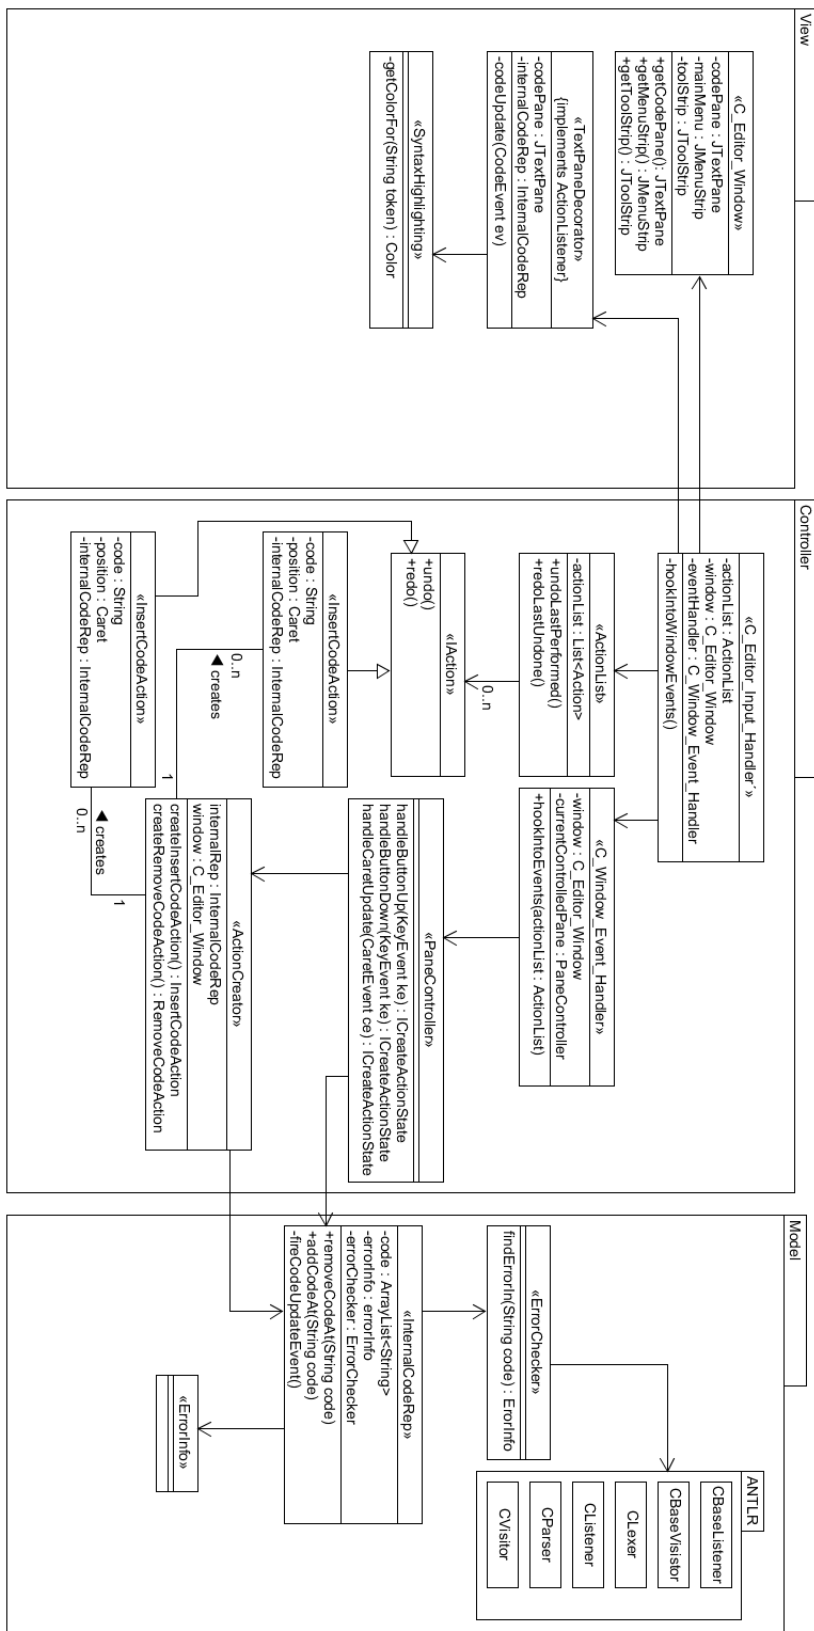 View
«C_Editor_Window»
-codePane : JTextPane
-mainMenu : JMenuStrip
-toolStrip : JToolStrip
+getCodePane(): JTextPane
+getMenuStrip() : JMenuStrip
+getToolStrip() : JToolStrip
«TextPaneDecorator»
{implements ActionListener}
-codePane : JTextPane
-internalCodeRep : InternalCodeRep
-codeUpdate(CodeEvent ev)
«SyntaxHighlighting»
-getColorFor(String token) : Color
Controller
«C_Editor_Input_Handler´»
-actionList : ActionList
-window : C_Editor_Window
-eventHandler : C_Window_Event_Handler
-hookIntoWindowEvents()
«ActionList»
-actionList : List<Action>
+undoLastPerformed()
+redoLastUndone()
«C_Window_Event_Handler»
-window : C_Editor_Window
-currentControlledPane : PaneController
+hookIntoEvents(actionList : ActionList)
0..n
«IAction»
+undo()
+redo()
«PaneController»
handleButtonUp(KeyEvent ke) : ICreateActionState
handleButtonDown(KeyEvent ke) : ICreateActionState
handleCaretUpdate(CaretEvent ce) : ICreateActionState
«InsertCodeAction»
-code : String
-position : Caret
-internalCodeRep : InternalCodeRep
0..n
◀ creates
1
«ActionCreator»
internalRep : InternalCodeRep
window : C_Editor_Window
createInsertCodeAction() : InsertCodeAction
createRemoveCodeAction() : RemoveCodeAction
«InsertCodeAction»
-code : String
-position : Caret
-internalCodeRep : InternalCodeRep
0..n
◀ creates
1
Model
«ErrorChecker»
findErrorIn(String code) : ErorInfo
ANTLR
CBaseListener
CBaseVisistor
CLexer
CListener
CParser
CVisitor
«InternalCodeRep»
-code : ArrayList<String>
-errorInfo : errorInfo
-errorChecker : ErrorChecker
+removeCodeAt(String code)
+addCodeAt(String code)
-fireCodeUpdateEvent()
«ErrorInfo»